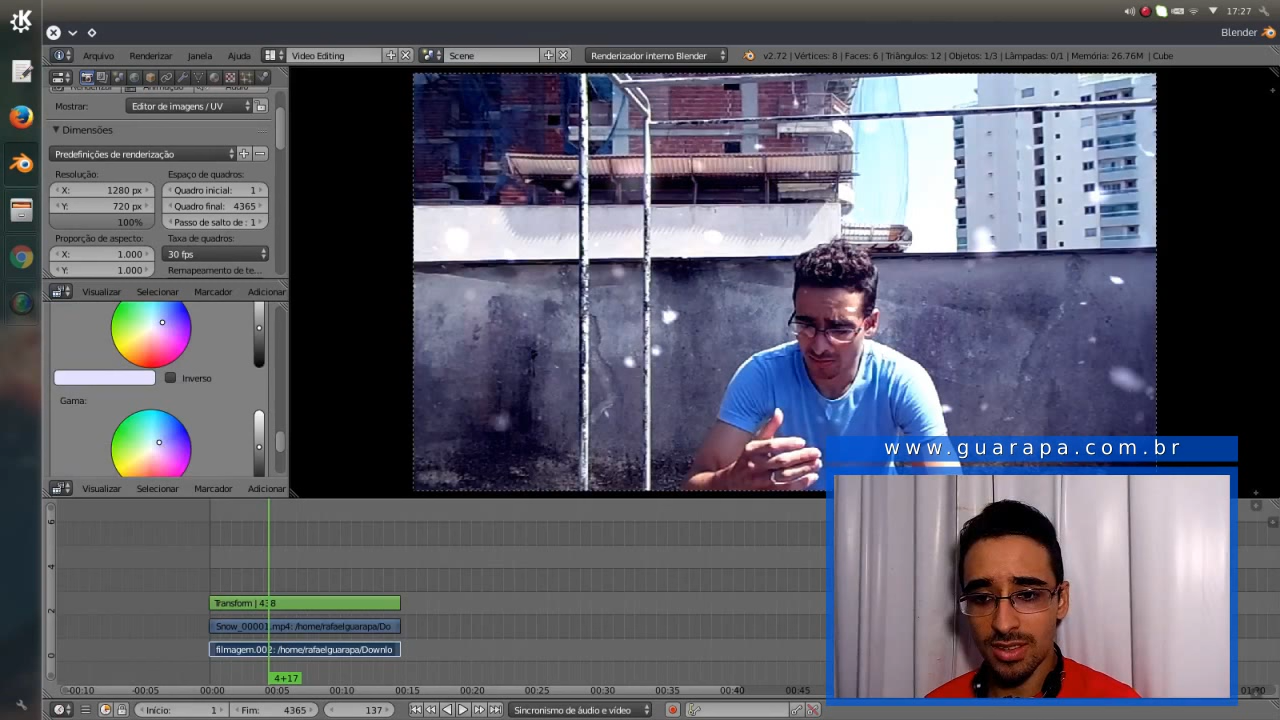 17:27
Blender
Arquivo Renderizar Janela Ajuda Video Editing Scene Renderizador interno Blender v2.72 | Vértices: 8 | Faces: 6 | Triângulos: 12 | Objetos: 1/3 | Lâmpadas: 0/1 | Memória: 26.76M | Cube
Mostrar: Editor de imagens / UV
Dimensões
Predefinições de renderização
Resolução: Espaço de quadros:
X: 1280 px Quadro inicial: 1
Y: 720 px Quadro final: 4365
100% Passo de salto de : 1
Proporção de aspecto: Taxa de quadros:
X: 1.000 30 fps
Y: 1.000 Remapeamento de te...
Visualizar Selecionar Marcador Adicionar
Inverso
Gama:
Visualizar Selecionar Marcador Adicionar
www.guarapa.com.br
6
4
2
0
Transform | 438
Snow_00001.mp4: /home/rafaelguarapa/Do
filmagem.002: /home/rafaelguarapa/Downlo
4+17
-00:10 -00:05 00:00 00:05 00:10 00:15 00:20 00:25 00:30 00:35 00:40 00:45
Início: 1 Fim: 4365 137 Sincronismo de áudio e vídeo